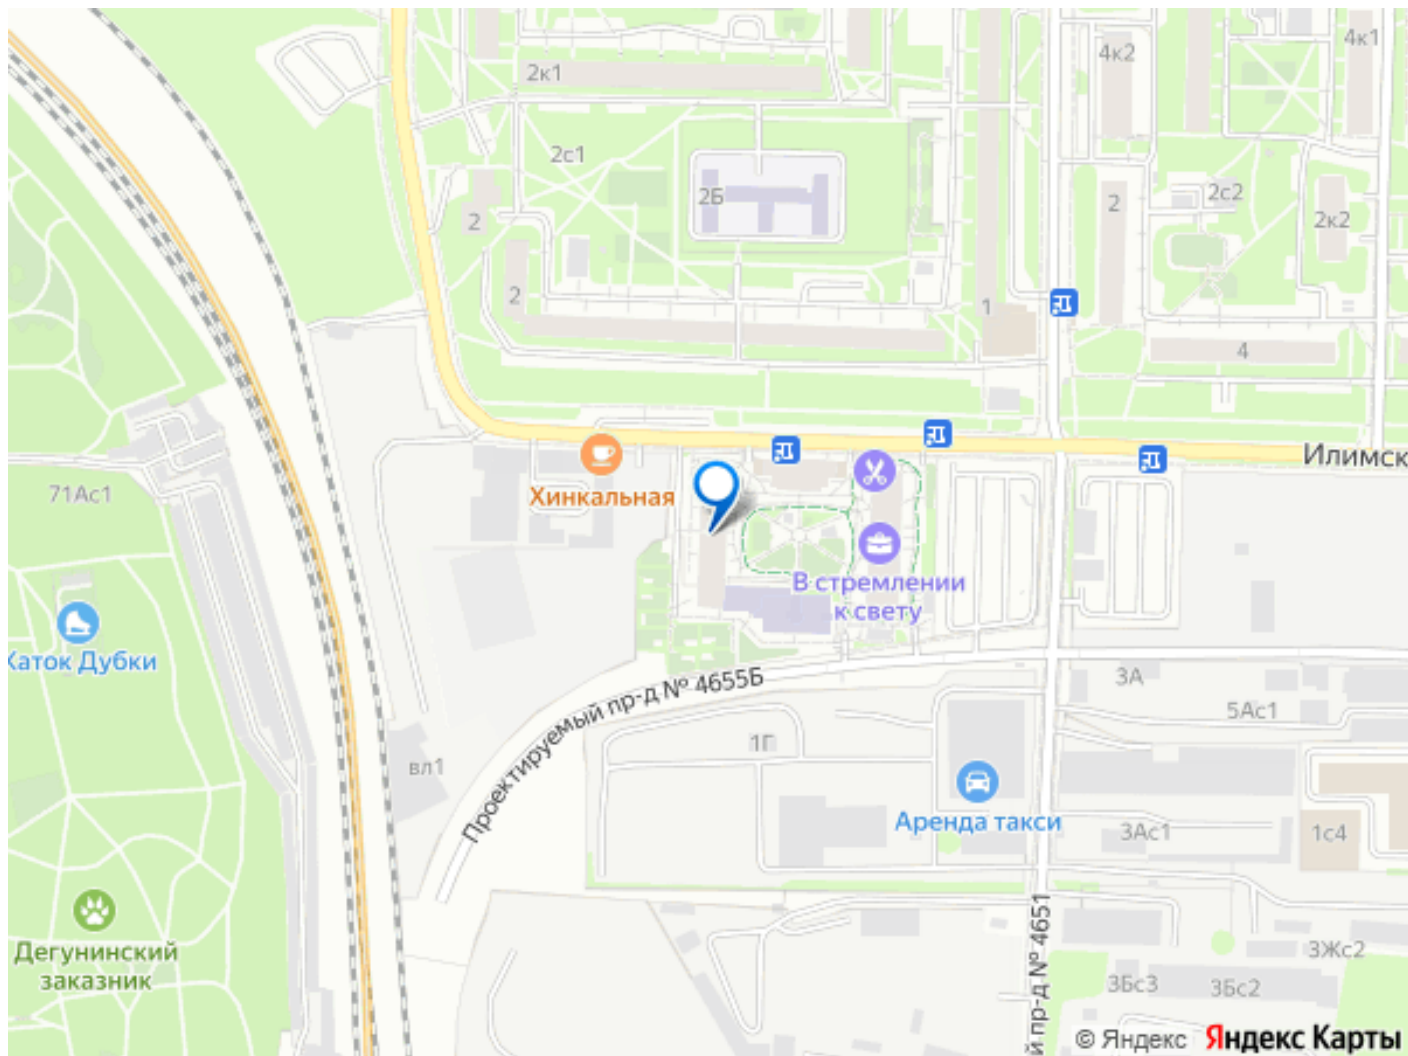 2к1
4к2
4к1
2с1
2Б
2
2
2
2с2
2к2
1
4
Илимск
71Ас1
Хинкальная
В стремлении
к свету
Каток Дубки
Проектируемый пр-д № 4655Б
3А
5Ас1
1Г
вл1
Аренда такси
3Ас1
1с4
Дегунинский
заказник
й пр-д № 4651
3Жс2
3Бс3
3Бс2
© Яндекс Яндекс Карты